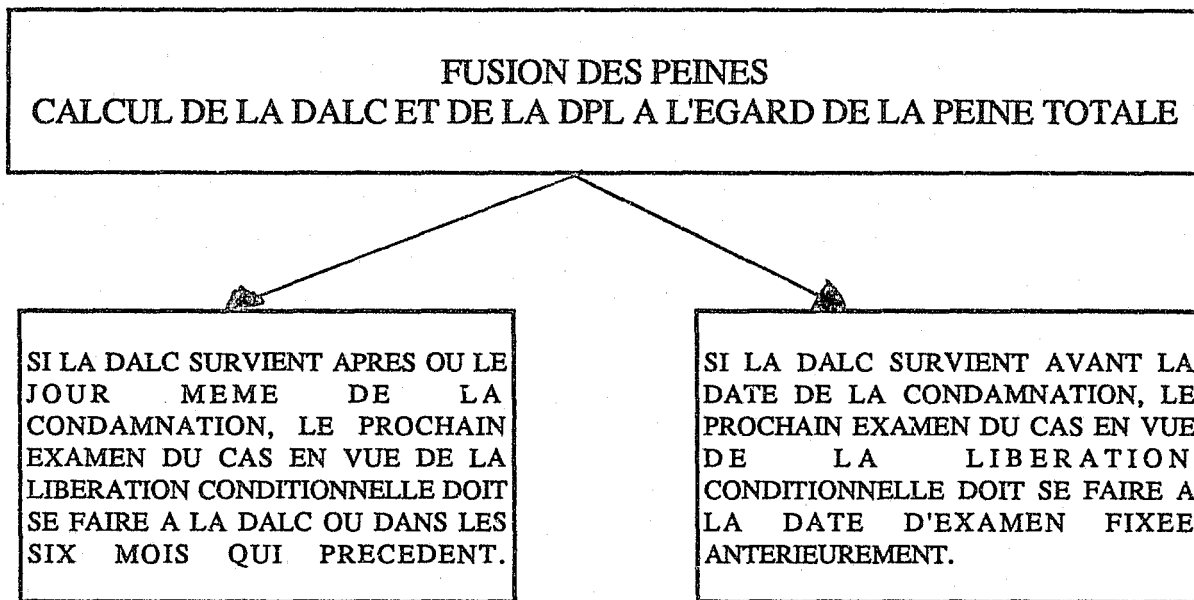 FUSION DES PEINES
CALCUL DE LA DALC ET DE LA DPL A L'EGARD DE LA PEINE TOTALE
SI LA DALC SURVIENT APRES OU LE
JOUR MEME DE LA
CONDAMNATION, LE PROCHAIN
EXAMEN DU CAS EN VUE DE LA
LIBERATION CONDITIONNELLE DOIT
SE FAIRE A LA DALC OU DANS LES
SIX MOIS QUI PRECEDENT.
SI LA DALC SURVIENT AVANT LA
DATE DE LA CONDAMNATION, LE
PROCHAIN EXAMEN DU CAS EN VUE
DE LA LIBERATION
CONDITIONNELLE DOIT SE FAIRE A
LA DATE D'EXAMEN FIXEE
ANTERIEUREMENT.